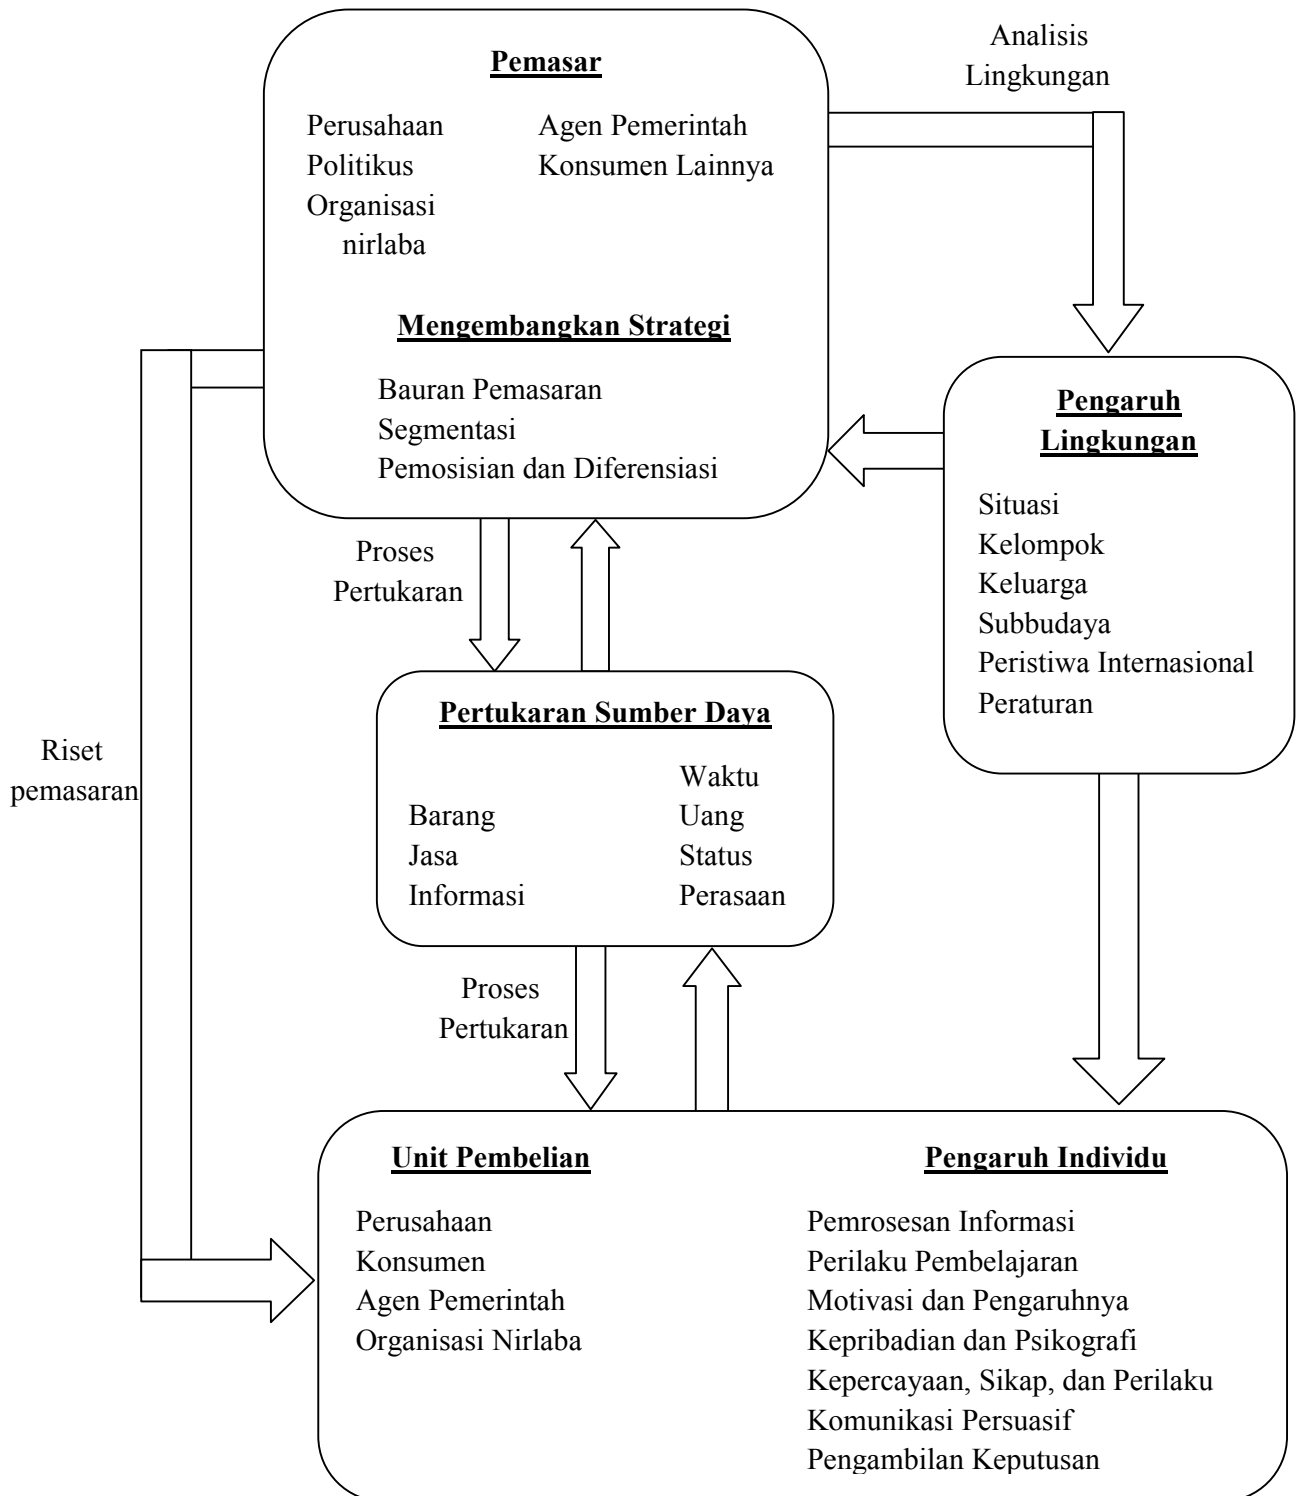 Analisis
Lingkungan
Pemasar
Perusahaan
Politikus
Organisasi
nirlaba
Agen Pemerintah
Konsumen Lainnya
Mengembangkan Strategi
Bauran Pemasaran
Segmentasi
Pemosisian dan Diferensiasi
Pengaruh
Lingkungan
Situasi
Kelompok
Keluarga
Subbudaya
Peristiwa Internasional
Peraturan
Proses
Pertukaran
Pertukaran Sumber Daya
Barang
Jasa
Informasi
Waktu
Uang
Status
Perasaan
Riset
pemasaran
Proses
Pertukaran
Unit Pembelian
Perusahaan
Konsumen
Agen Pemerintah
Organisasi Nirlaba
Pengaruh Individu
Pemrosesan Informasi
Perilaku Pembelajaran
Motivasi dan Pengaruhnya
Kepribadian dan Psikografi
Kepercayaan, Sikap, dan Perilaku
Komunikasi Persuasif
Pengambilan Keputusan